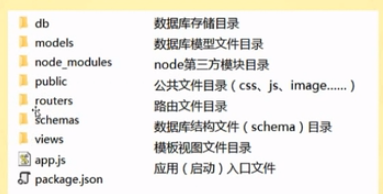 db 数据库存储目录
models 数据库模型文件目录
node_modules node第三方模块目录
public 公共文件目录（css、js、image......）
routers 路由文件目录
schemas 数据库结构文件（schema）目录
views 模板视图文件目录
app.js 应用（启动）入口文件
package.json